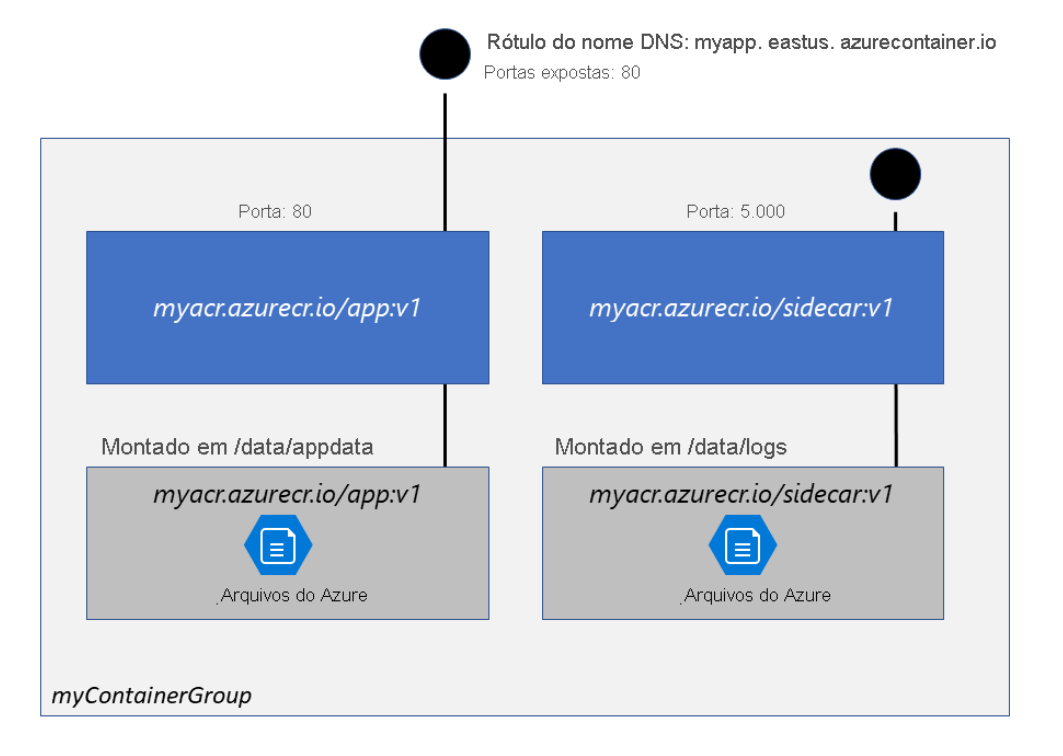 Rótulo do nome DNS: myapp. eastus. azurecontainer.io
Portas expostas: 80
Porta: 80
Porta: 5.000
myacr.azurecr.io/app:v1
myacr.azurecr.io/sidecar:v1
Montado em /data/appdata
Montado em /data/logs
myacr.azurecr.io/app:v1
myacr.azurecr.io/sidecar:v1
Arquivos do Azure
Arquivos do Azure
myContainerGroup